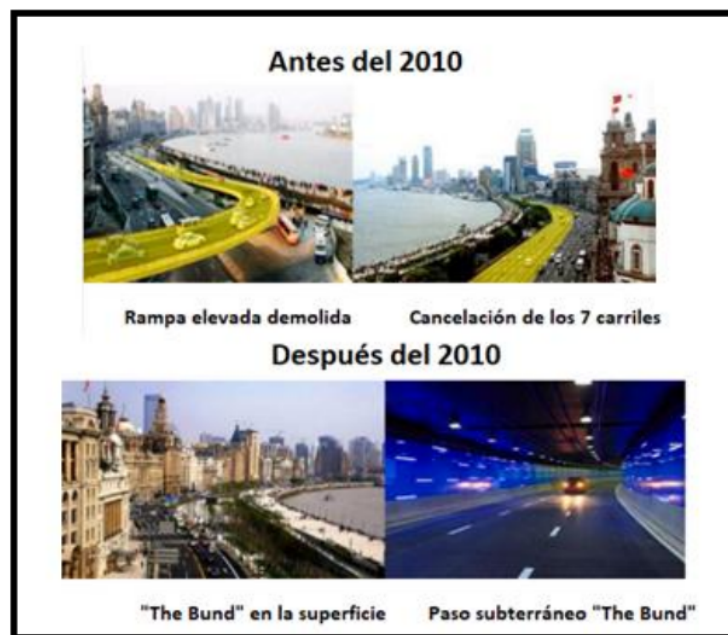 Antes del 2010
Rampa elevada demolida
Cancelación de los 7 carriles
Después del 2010
"The Bund" en la superficie
Paso subterráneo "The Bund"